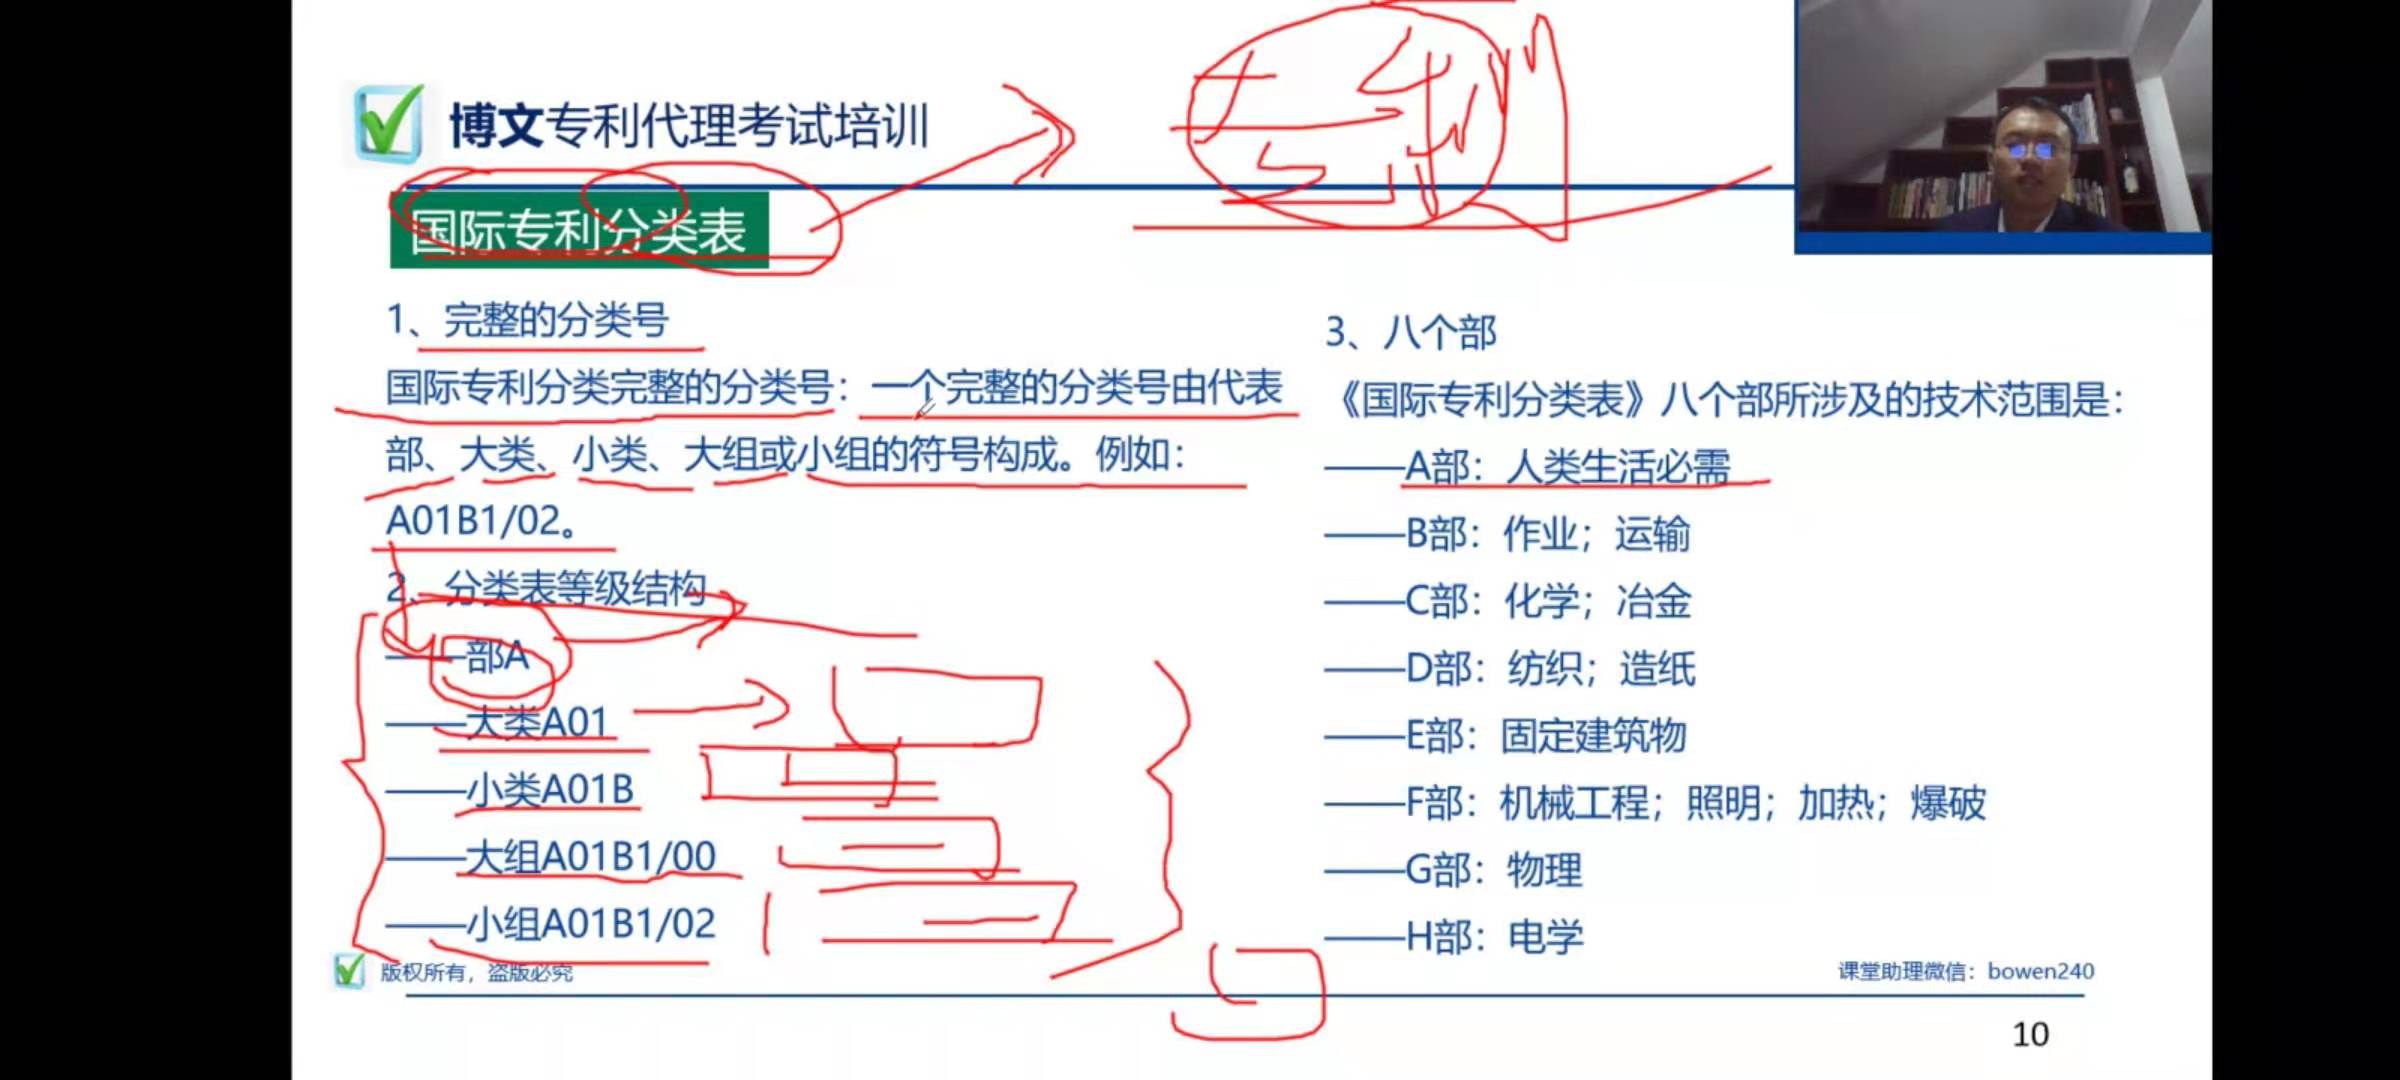 博文专利代理考试培训
国际专利分类表
1、完整的分类号
国际专利分类完整的分类号：一个完整的分类号由代表
部、大类、小类、大组或小组的符号构成。例如：
A01B1/02。
2、分类表等级结构
——部A
——大类A01
——小类A01B
——大组A01B1/00
——小组A01B1/02
3、八个部
《国际专利分类表》八个部所涉及的技术范围是：
——A部：人类生活必需
——B部：作业；运输
——C部：化学；冶金
——D部：纺织；造纸
——E部：固定建筑物
——F部：机械工程；照明；加热；爆破
——G部：物理
——H部：电学
版权所有，盗版必究
课堂助理微信：bowen240
10